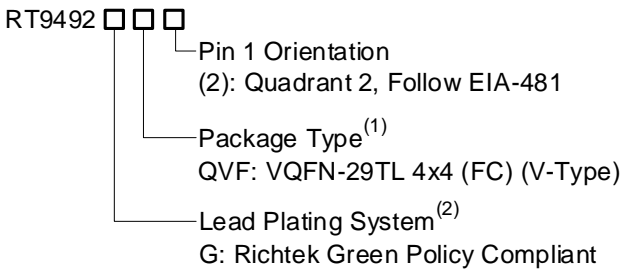 RT9492 □ □ □
Pin 1 Orientation
(2): Quadrant 2, Follow EIA-481
Package Type(1)
QVF: VQFN-29TL 4x4 (FC) (V-Type)
Lead Plating System(2)
G: Richtek Green Policy Compliant